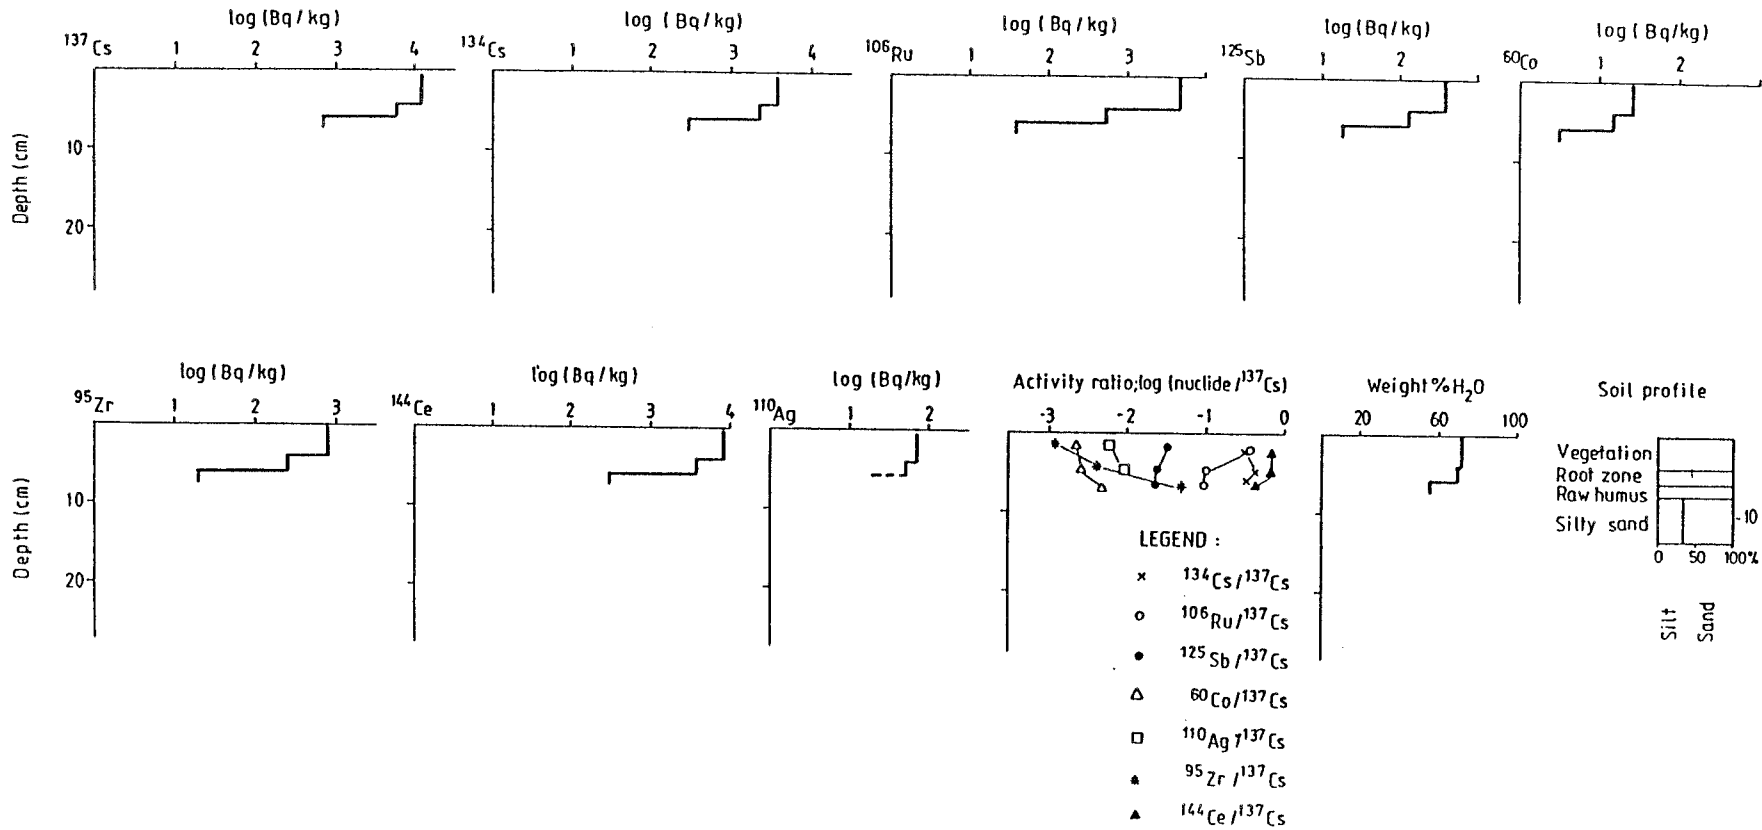 log (Bq / kg)
log ( Bq / kg)
log (Bq / kg)
log (Bq / kg)
log ( Bq/kg)
137Cs 1 2 3 4
134Cs 1 2 3 4
106Ru 1 2 3
125Sb 1 2
60Co 1 2
Depth (cm)
10
20
log (Bq / kg)
log (Bq / kg)
log (Bq/kg)
Activity ratio;log (nuclide/137Cs)
Weight % H2O
Soil profile
95Zr 1 2 3
144Ce 1 2 3 4
110Ag 1 2
-3 -2 -1 0
20 60 100
Depth (cm)
10
20
Vegetation
Root zone
Raw humus
Silty sand
10
0 50 100%
Silt
Sand
LEGEND :
134Cs/137Cs
106Ru/137Cs
125Sb/137Cs
60Co/137Cs
110Ag/137Cs
95Zr/137Cs
144Ce/137Cs